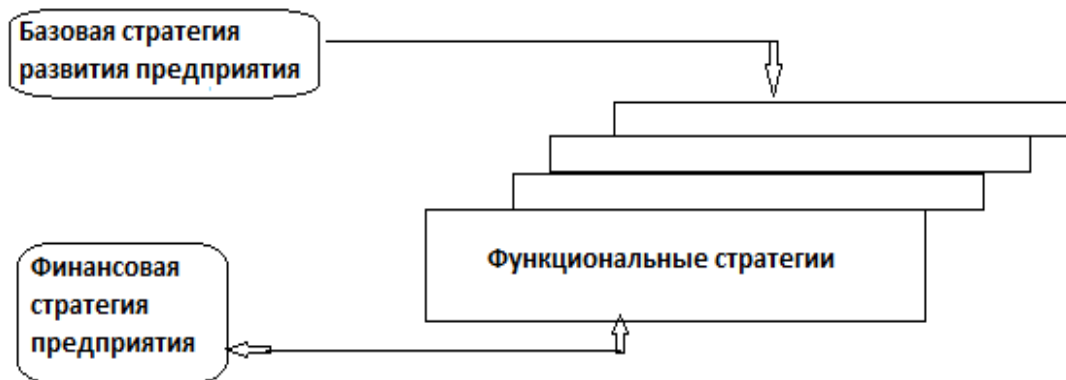 Базовая стратегия
развития предприятия
Функциональные стратегии
Финансовая
стратегия
предприятия